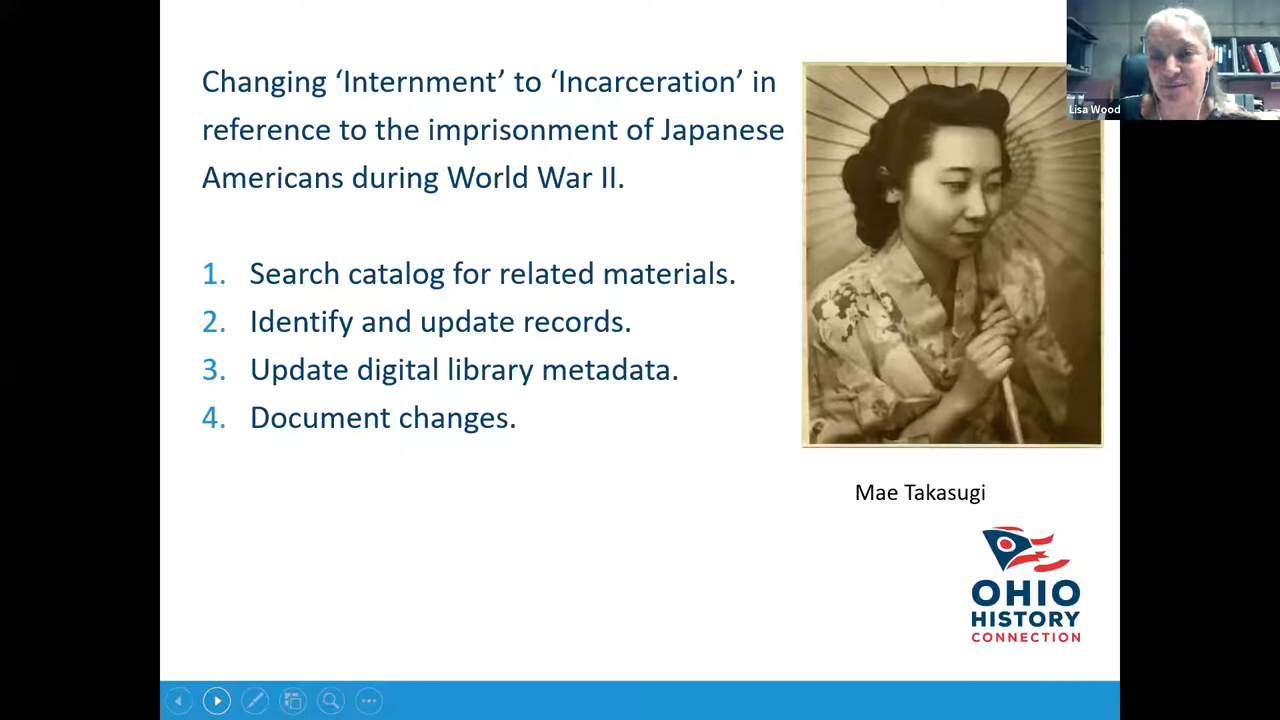 Changing ‘Internment’ to ‘Incarceration’ in
reference to the imprisonment of Japanese
Americans during World War II.
1. Search catalog for related materials.
2. Identify and update records.
3. Update digital library metadata.
4. Document changes.
Lisa Wood
Mae Takasugi
OHIO
HISTORY
CONNECTION